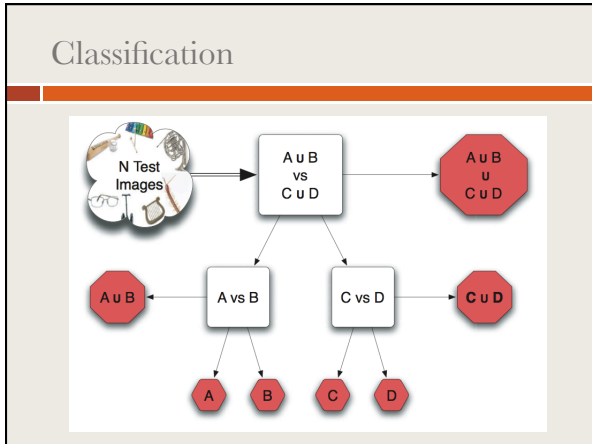 Classification
N Test
Images
A u B
vs
C u D
A u B
u
C u D
A u B
A vs B
C vs D
C u D
A
B
C
D